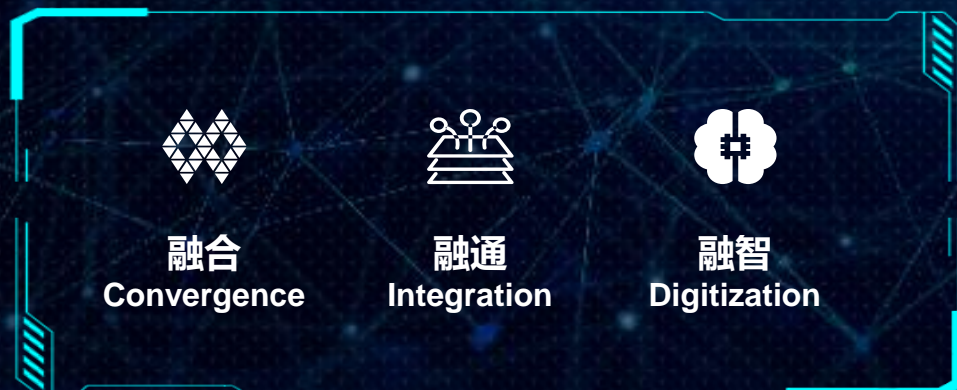 融合
Convergence
融通
Integration
融智
Digitization